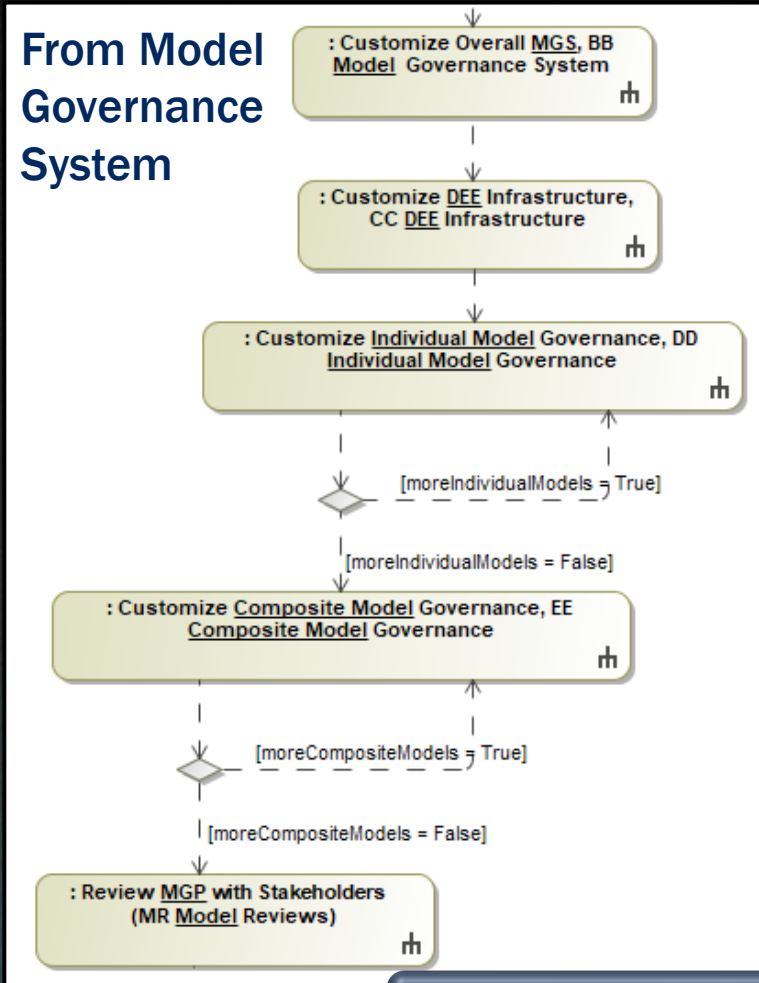 From Model
Governance
System
: Customize Overall MGS, BB
Model Governance System
: Customize DEE Infrastructure,
CC DEE Infrastructure
: Customize Individual Model Governance, DD
Individual Model Governance
[moreIndividualModels = True]
[moreIndividualModels = False]
: Customize Composite Model Governance, EE
Composite Model Governance
[moreCompositeModels = True]
[moreCompositeModels = False]
: Review MGP with Stakeholders
(MR Model Reviews)